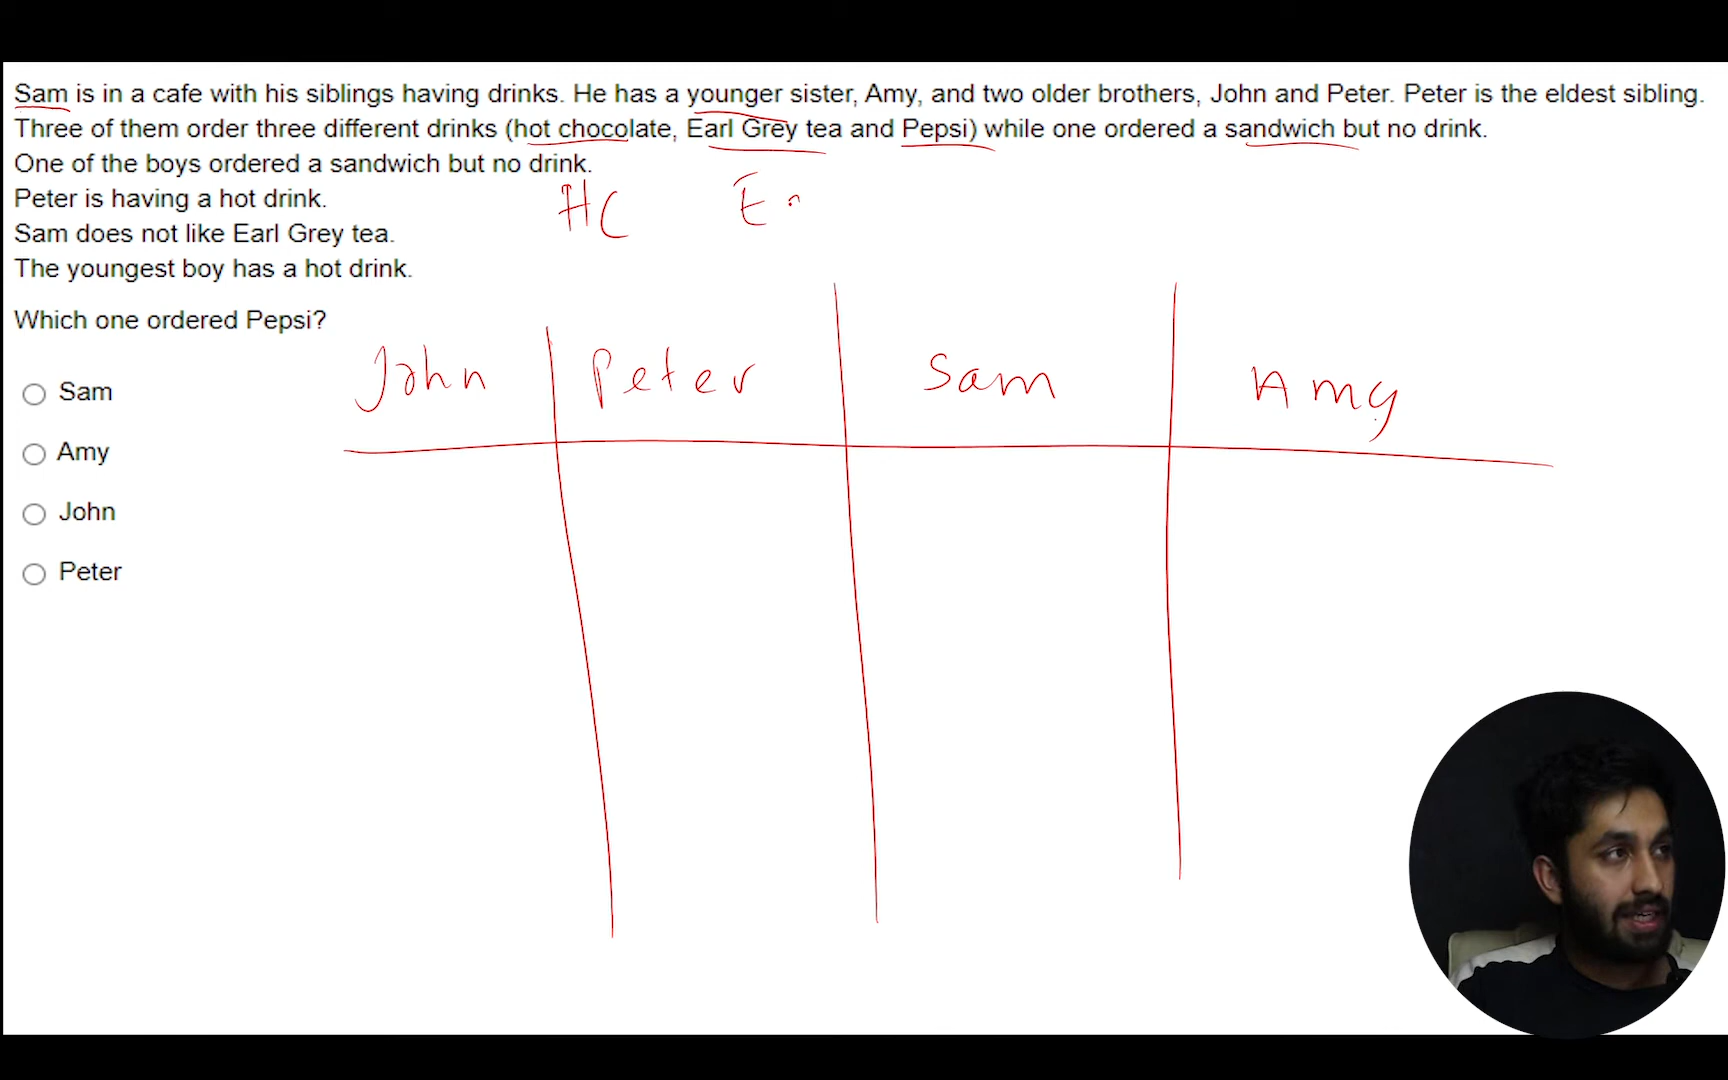 Sam is in a cafe with his siblings having drinks. He has a younger sister, Amy, and two older brothers, John and Peter. Peter is the eldest sibling.
Three of them order three different drinks (hot chocolate, Earl Grey tea and Pepsi) while one ordered a sandwich but no drink.
One of the boys ordered a sandwich but no drink.
Peter is having a hot drink.
Sam does not like Earl Grey tea.
The youngest boy has a hot drink.
HC E
Which one ordered Pepsi?
John Peter Sam Amy
Sam
Amy
John
Peter